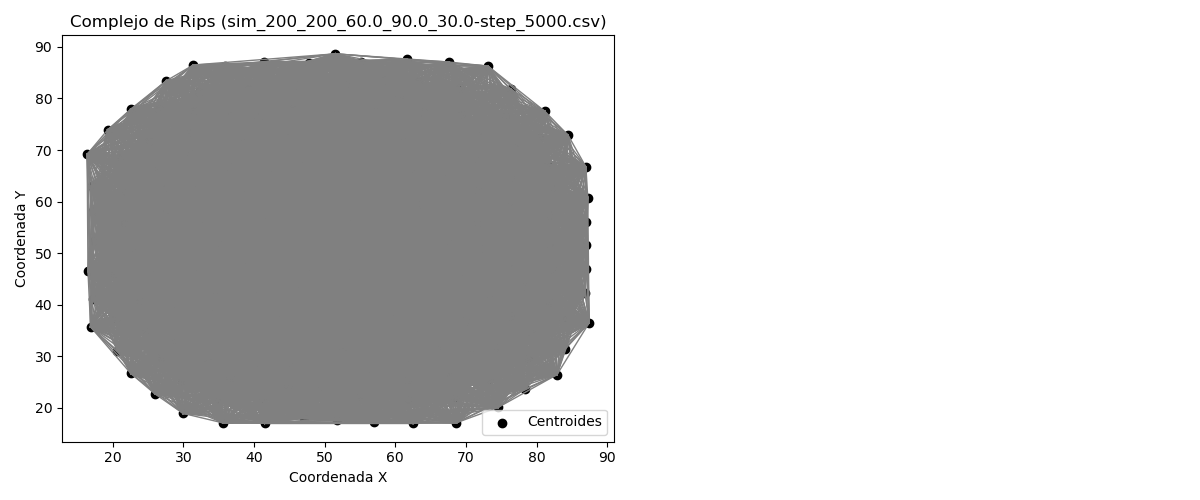 Complejo de Rips (sim_200_200_60.0_90.0_30.0-step_5000.csv)
90
80
70
60
50
40
30
20
Coordenada Y
Centroides
20 30 40 50 60 70 80 90
Coordenada X